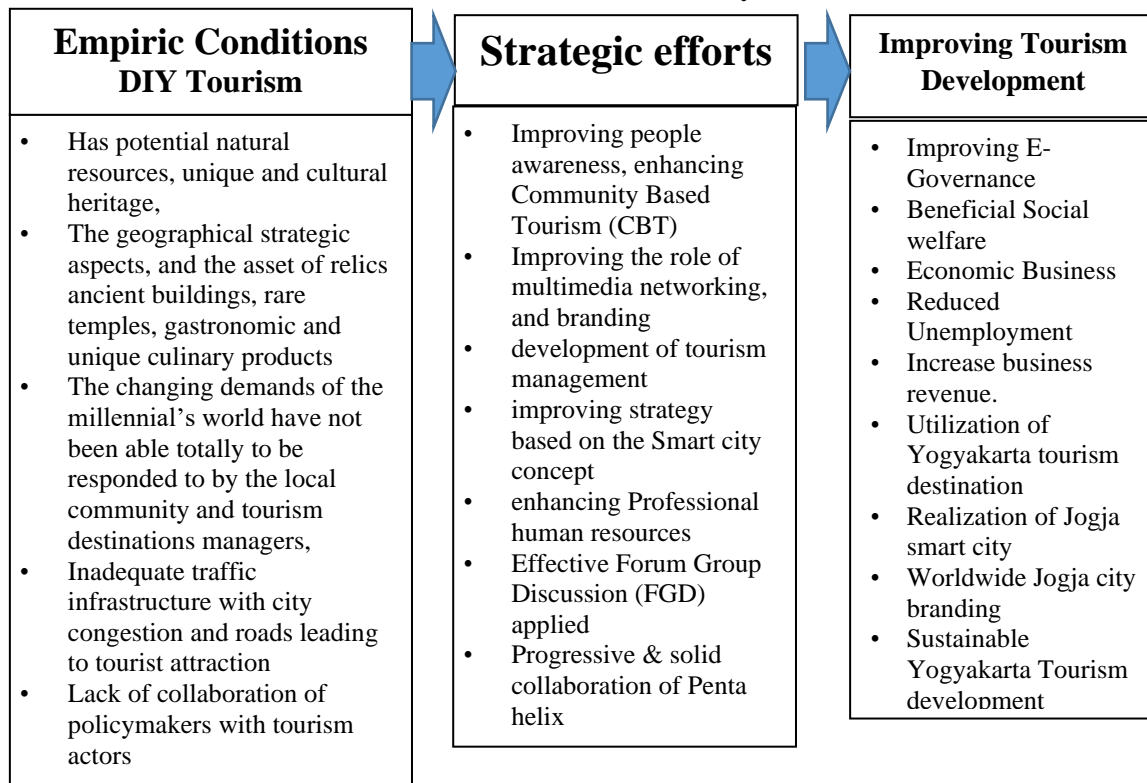 Empiric Conditions
DIY Tourism
• Has potential natural
resources, unique and cultural
heritage,
• The geographical strategic
aspects, and the asset of relics
ancient buildings, rare
temples, gastronomic and
unique culinary products
• The changing demands of the
millennial’s world have not
been able totally to be
responded to by the local
community and tourism
destinations managers,
• Inadequate traffic
infrastructure with city
congestion and roads leading
to tourist attraction
• Lack of collaboration of
policymakers with tourism
actors
Strategic efforts
• Improving people
awareness, enhancing
Community Based
Tourism (CBT)
• Improving the role of
multimedia networking,
and branding
• development of tourism
management
• improving strategy
based on the Smart city
concept
• enhancing Professional
human resources
• Effective Forum Group
Discussion (FGD)
applied
• Progressive & solid
collaboration of Penta
helix
Improving Tourism
Development
• Improving E-
Governance
• Beneficial Social
welfare
• Economic Business
• Reduced
Unemployment
• Increase business
revenue.
• Utilization of
Yogyakarta tourism
destination
• Realization of Jogja
smart city
• Worldwide Jogja city
branding
• Sustainable
Yogyakarta Tourism
development